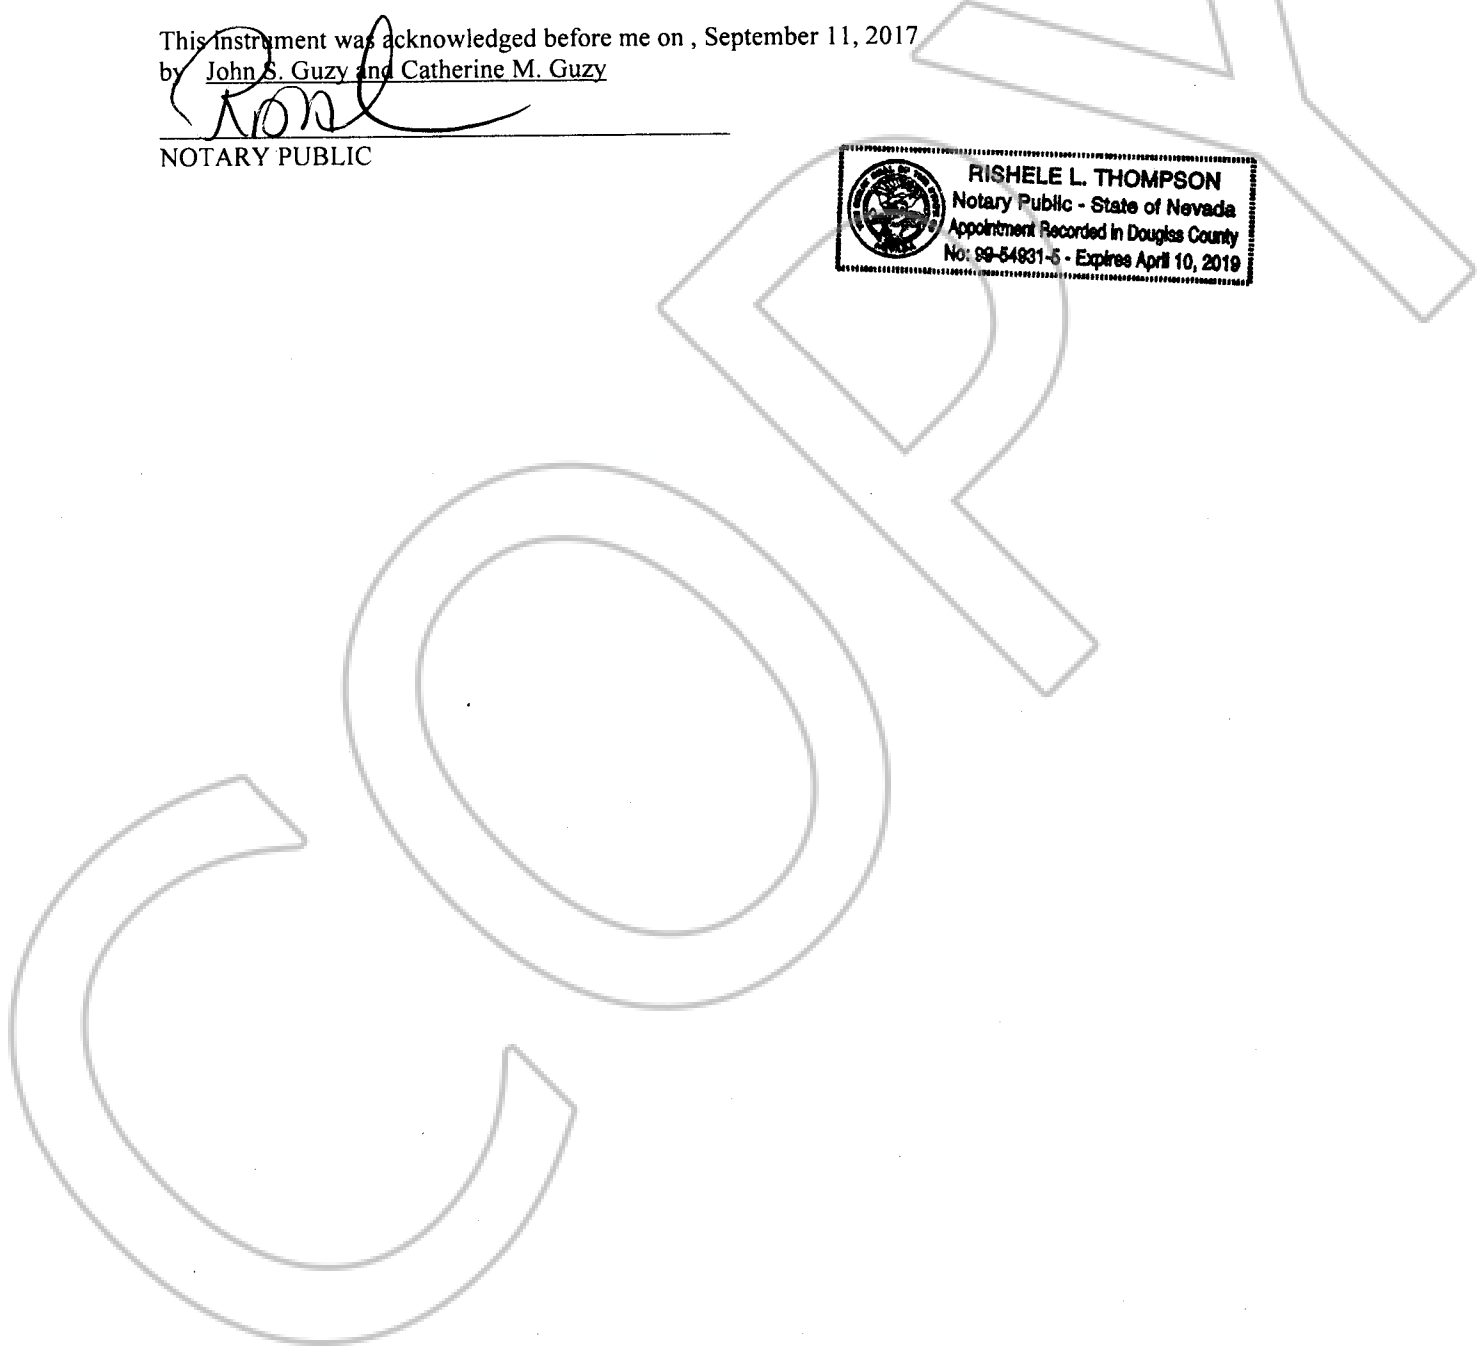 This instrument was acknowledged before me on , September 11, 2017
by John S. Guzy and Catherine M. Guzy
NOTARY PUBLIC
RISHELE L. THOMPSON
Notary Public - State of Nevada
Appointment Recorded in Douglas County
No: 99-54931-5 - Expires April 10, 2019
COPY